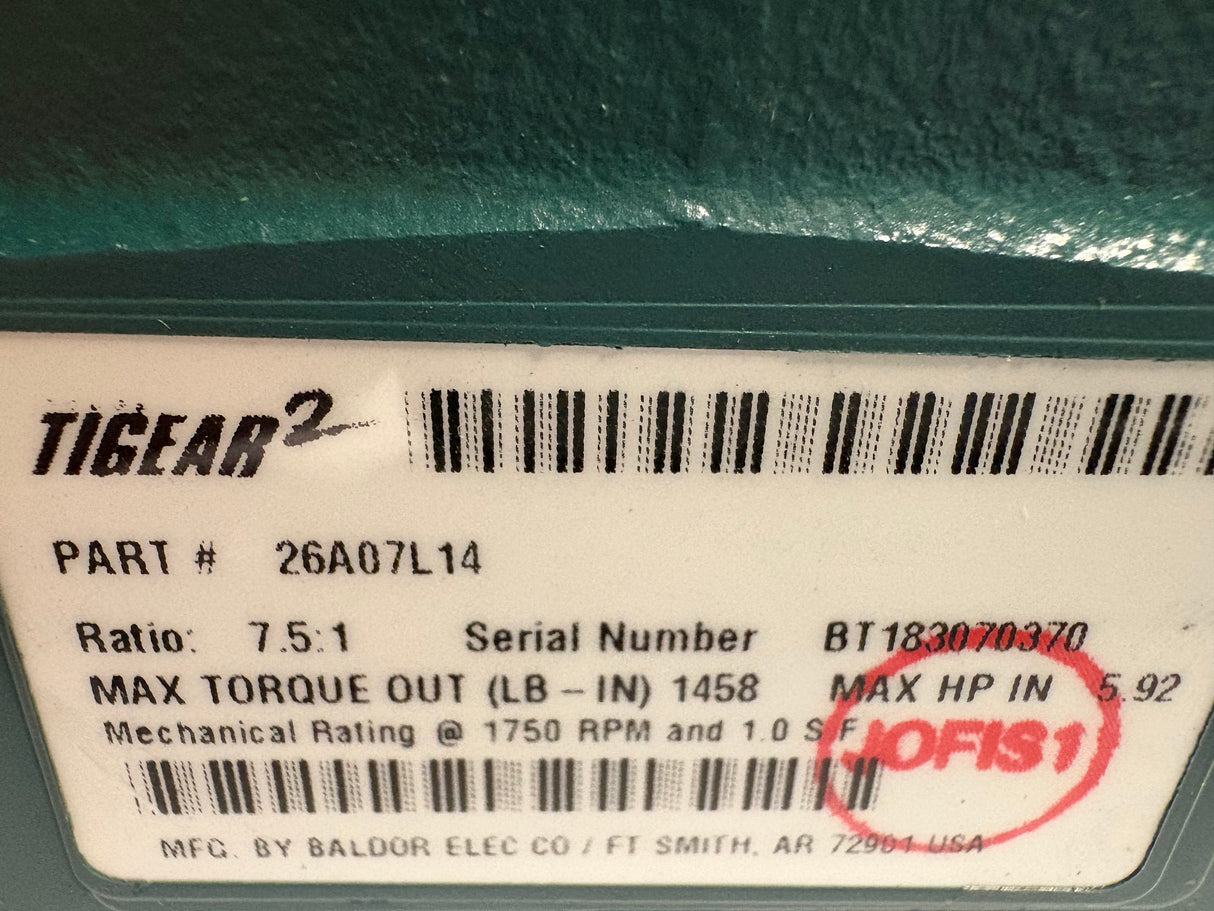 TIGEAR2
PART # 26A07L14
Ratio: 7.5:1 Serial Number BT183070370
MAX TORQUE OUT (LB – IN) 1458 MAX HP IN 5.92
Mechanical Rating @ 1750 RPM and 1.0 S F
JOFIS1
MFG. BY BALDOR ELEC CO / FT SMITH, AR 72901 USA